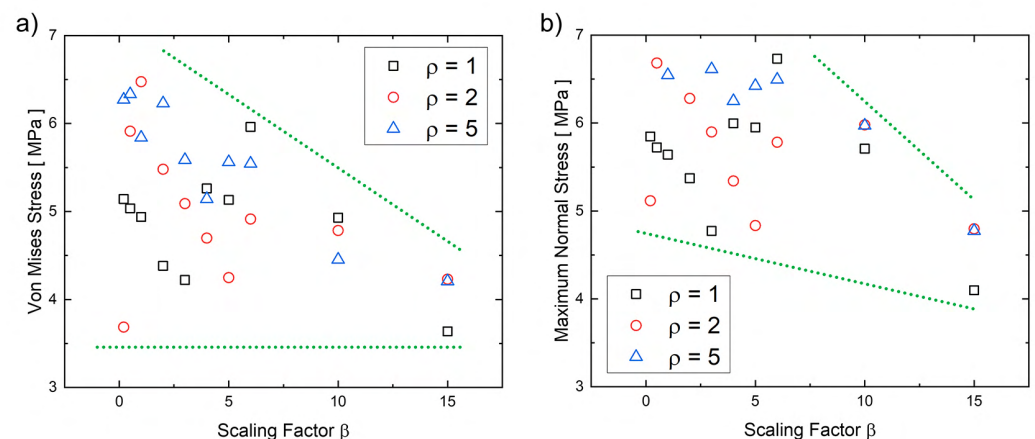 a)
7
6
5
4
3
Von Mises Stress [ MPa]
0
5
10
15
Scaling Factor β
ρ = 1
ρ = 2
ρ = 5
b)
7
6
5
4
3
Maximum Normal Stress [ MPa]
0
5
10
15
Scaling Factor β
ρ = 1
ρ = 2
ρ = 5